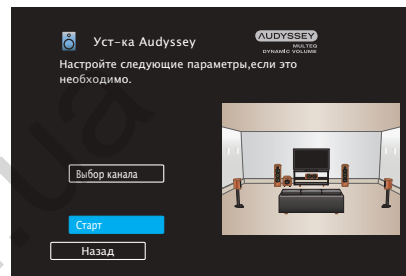 Уст-ка Audyssey
AUDYSSEY
MULTEQ
DYNAMIC VOLUME
Настройте следующие параметры,если это
необходимо.
Выбор канала
Старт
Назад